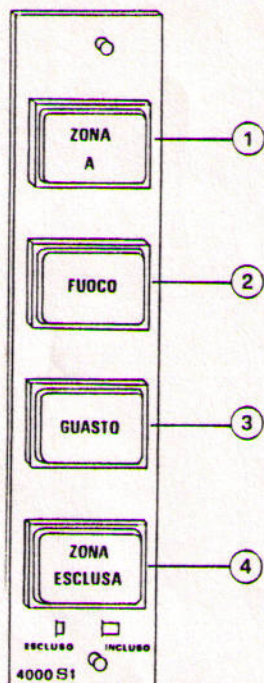 ZONA
A
1
FUOCO
2
GUASTO
3
ZONA
ESCLUSA
4
ESCLUSO INCLUSO
4000 S1